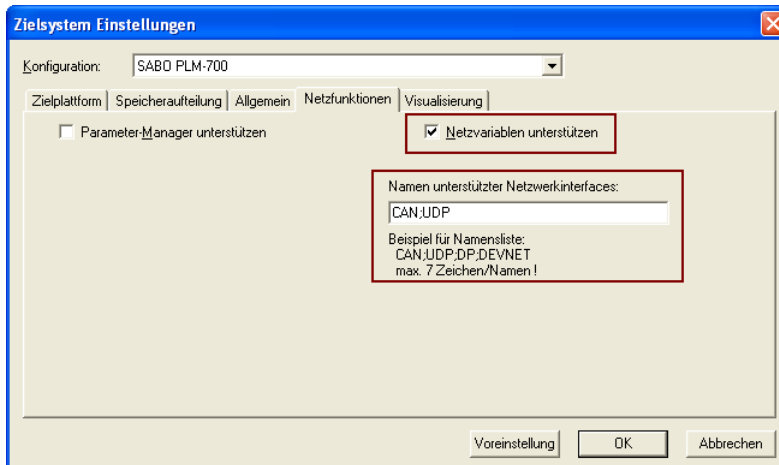 Zielsystem Einstellungen
Konfiguration: SABO PLM-700
Zielplattform Speicheraufteilung Allgemein Netzfunktionen Visualisierung
Parameter-Manager unterstützen
Netzvariablen unterstützen
Namen unterstützter Netzwerkinterfaces:
CAN;UDP
Beispiel für Namensliste:
CAN;UDP;DP;DEVNET
max. 7 Zeichen/Namen !
Voreinstellung OK Abbrechen